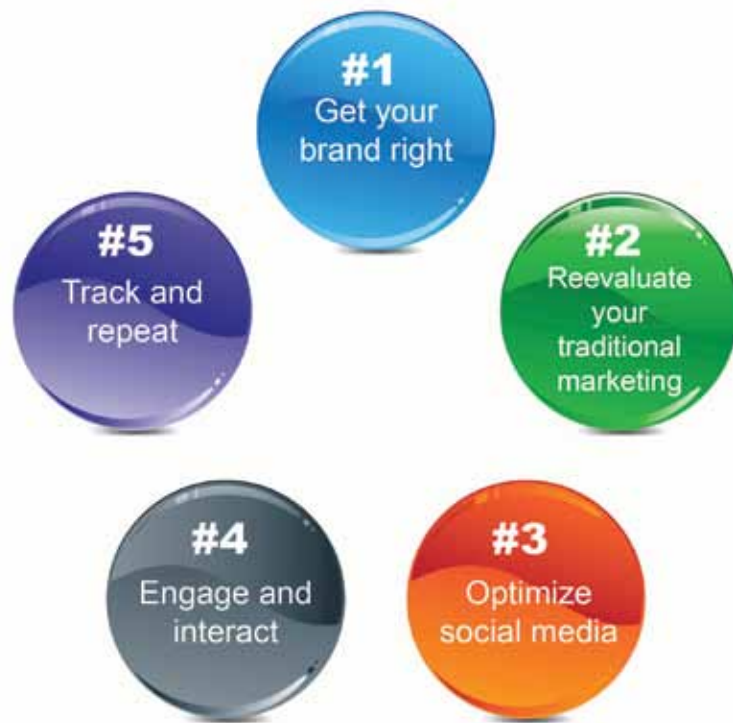 #1
Get your
brand right
#2
Reevaluate
your
traditional
marketing
#3
Optimize
social media
#4
Engage and
interact
#5
Track and
repeat